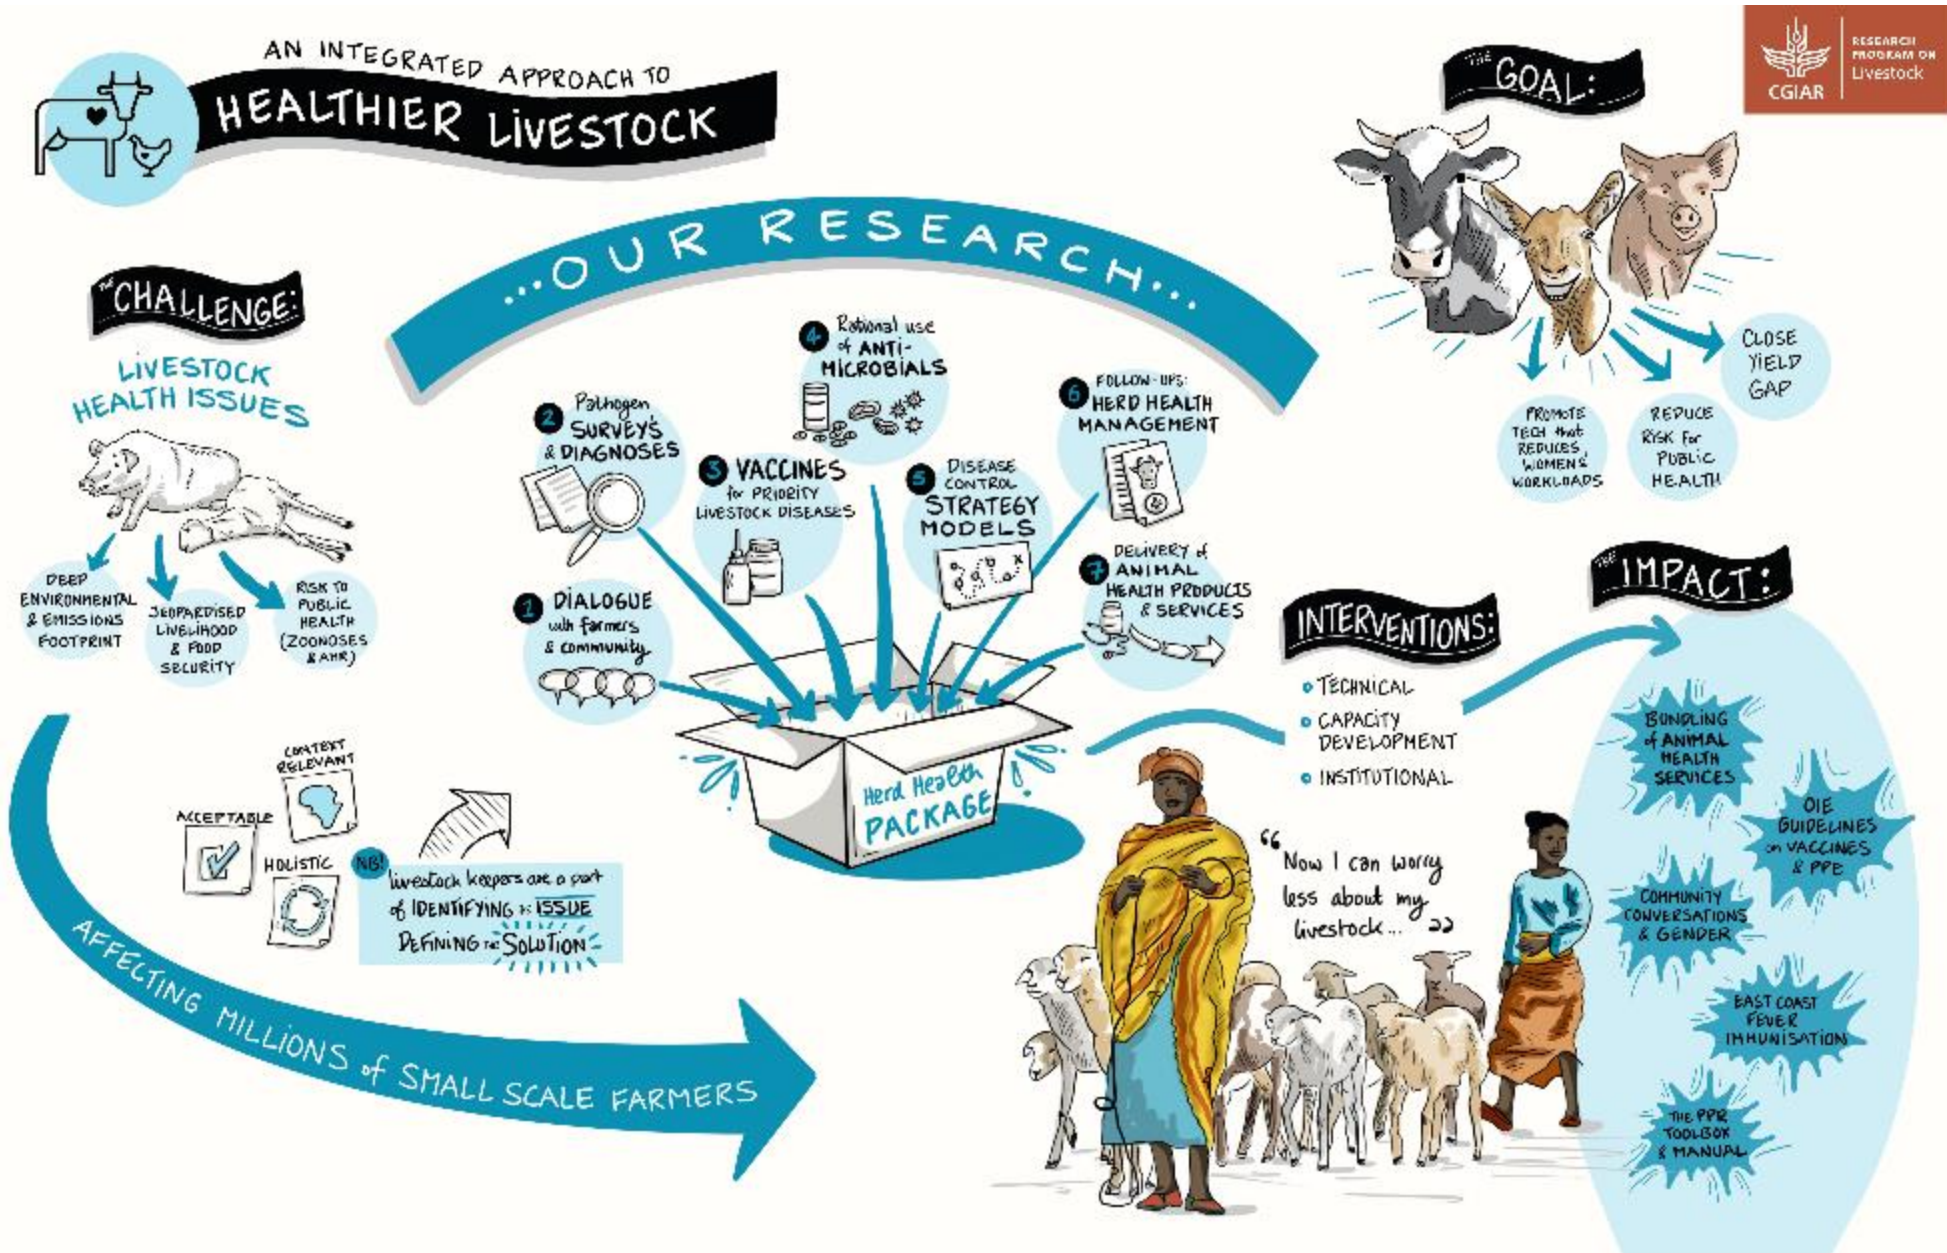 AN INTEGRATED APPROACH TO
HEALTHIER LIVESTOCK
THE GOAL:
CGIAR
RESEARCH
PROGRAM ON
Livestock
PROMOTE
TECH that
REDUCES
WOMENS'
WORKLOADS
REDUCE
RISK For
PUBLIC
HEALTH
CLOSE
YIELD
GAP
THE CHALLENGE:
LIVESTOCK
HEALTH ISSUES
DEEP
ENVIRONMENTAL
& EMISSIONS
FOOTPRINT
JEOPARDISED
LIVELIHOOD
& FOOD
SECURITY
RISK TO
PUBLIC
HEALTH
(ZOONOSES
& AMR)
AFFECTING MILLIONS of SMALL SCALE FARMERS
...OUR RESEARCH...
1 DIALOGUE
with farmers
& community
2 Pathogen
SURVEY'S
& DIAGNOSES
3 VACCINES
for PRIORITY
LIVESTOCK DISEASES
4 Rational use
of ANTI-
MICROBIALS
5 DISEASE
CONTROL
STRATEGY
MODELS
6 FOLLOW-UPS:
HERD HEALTH
MANAGEMENT
7 DELIVERY of
ANIMAL
HEALTH PRODUCTS
& SERVICES
Herd Health
PACKAGE
CONTEXT
RELEVANT
ACCEPTABLE
HOLISTIC
NB!
livestock keepers are a part
of IDENTIFYING the ISSUE
DEFINING THE SOLUTION
INTERVENTIONS:
TECHNICAL
CAPACITY
DEVELOPMENT
INSTITUTIONAL
"Now I can worry
less about my
livestock... "
THE IMPACT:
BUNDLING
of ANIMAL
HEALTH
SERVICES
OIE
GUIDELINES
on VACCINES
& PPE
COMMUNITY
CONVERSATIONS
& GENDER
EAST COAST
FEVER
IMMUNISATION
THE PPR
TOOLBOX
& MANUAL